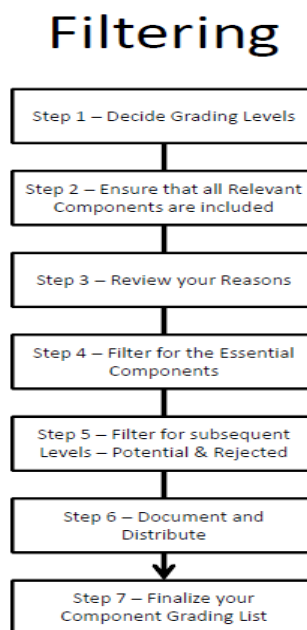 Filtering
Step 1 – Decide Grading Levels
Step 2 – Ensure that all Relevant
Components are included
Step 3 – Review your Reasons
Step 4 – Filter for the Essential
Components
Step 5 – Filter for subsequent
Levels – Potential & Rejected
Step 6 – Document and
Distribute
Step 7 – Finalize your
Component Grading List